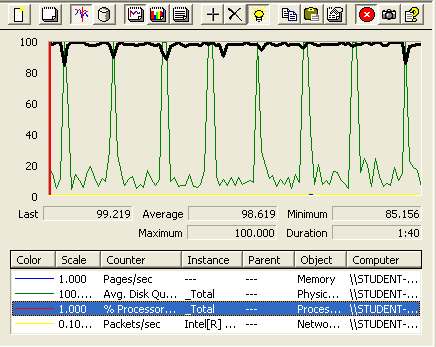 100
80
60
40
20
0
Last 99.219 Average 98.619 Minimum 85.156
Maximum 100.000 Duration 1:40
Color Scale Counter Instance Parent Object Computer
1.000 Pages/sec --- --- Memory \\STUDENT-...
100.... Avg. Disk Qu... _Total --- Physic... \\STUDENT-...
1.000 % Processor... _Total --- Proces... \\STUDENT-...
0.10... Packets/sec Intel[R] ... --- Netwo... \\STUDENT-...